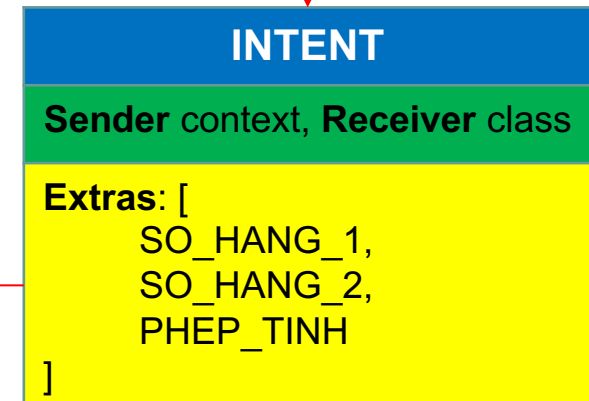 INTENT
Sender context, Receiver class
Extras: [
SO_HANG_1,
SO_HANG_2,
PHEP_TINH
]